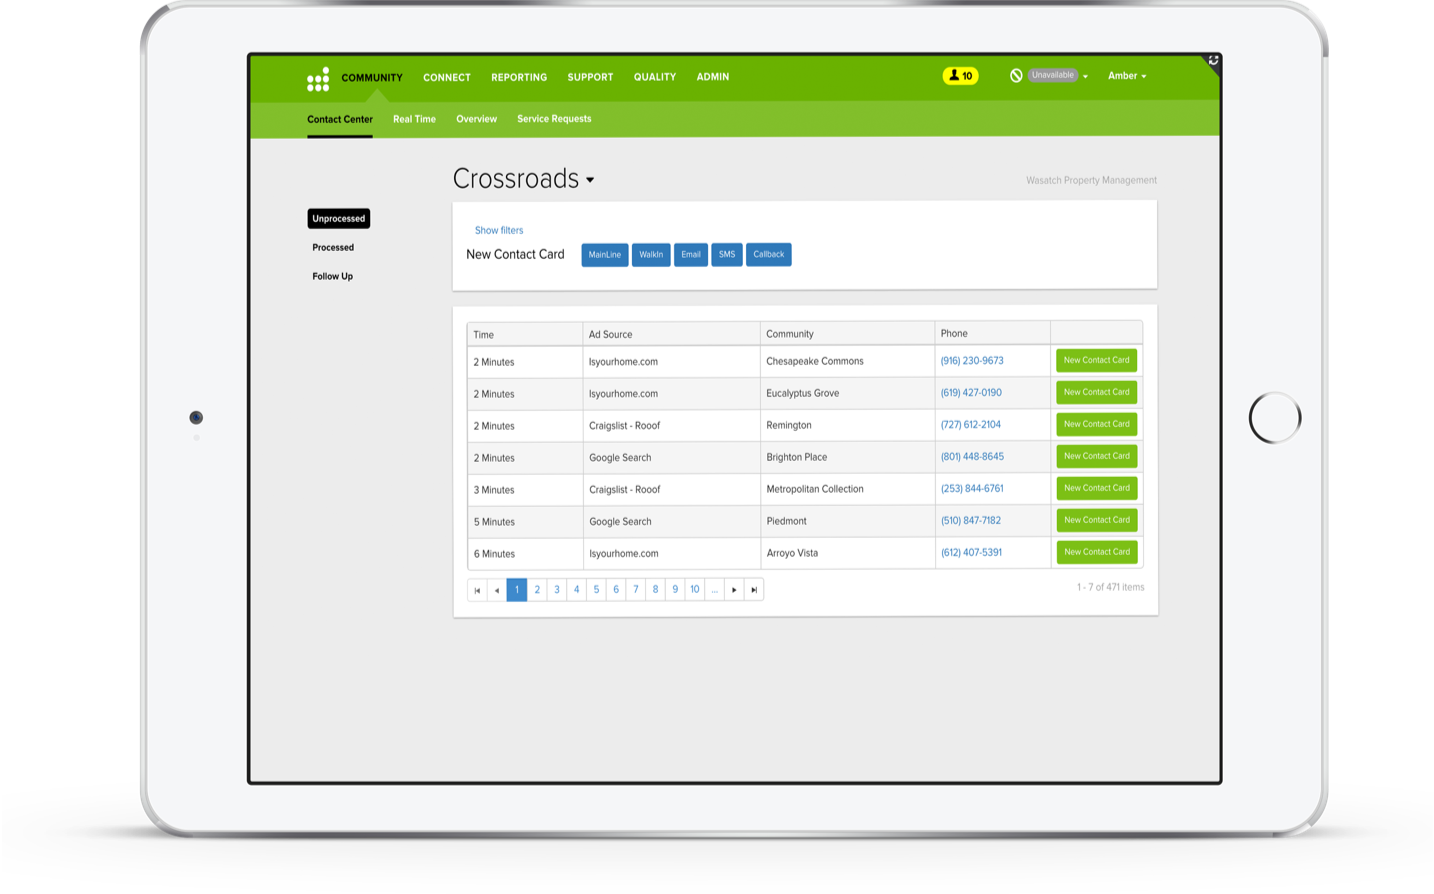 COMMUNITY CONNECT REPORTING SUPPORT QUALITY ADMIN 10 Unavailable Amber
Contact Center Real Time Overview Service Requests
Crossroads
Wasatch Property Management
Unprocessed
Processed
Follow Up
Show filters
New Contact Card MainLine WalkIn Email SMS Callback
Time Ad Source Community Phone
2 Minutes Isyourhome.com Chesapeake Commons (916) 230-9673 New Contact Card
2 Minutes Isyourhome.com Eucalyptus Grove (619) 427-0190 New Contact Card
2 Minutes Craigslist - Rooof Remington (727) 612-2104 New Contact Card
2 Minutes Google Search Brighton Place (801) 448-8645 New Contact Card
3 Minutes Craigslist - Rooof Metropolitan Collection (253) 844-6761 New Contact Card
5 Minutes Google Search Piedmont (510) 847-7182 New Contact Card
6 Minutes Isyourhome.com Arroyo Vista (612) 407-5391 New Contact Card
1 2 3 4 5 6 7 8 9 10 ...
1 - 7 of 471 items